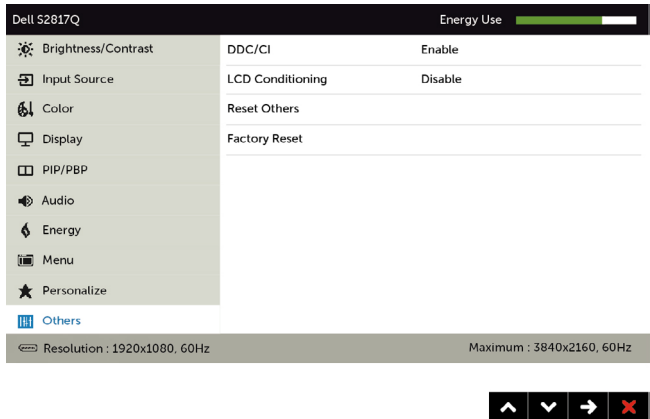 Dell S2817Q Energy Use
Brightness/Contrast DDC/CI Enable
Input Source LCD Conditioning Disable
Color Reset Others
Display Factory Reset
PIP/PBP
Audio
Energy
Menu
Personalize
Others
Resolution : 1920x1080, 60Hz Maximum : 3840x2160, 60Hz